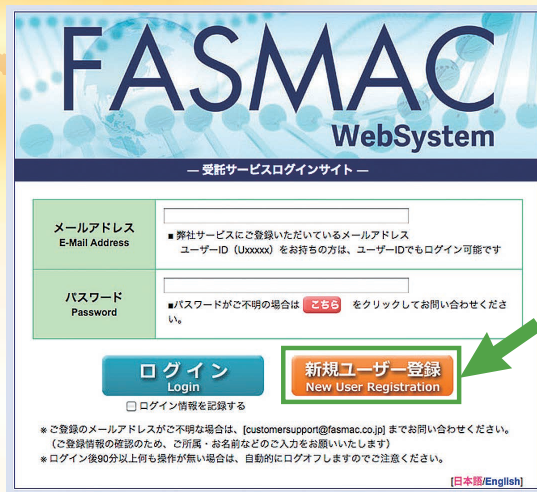 FASMAC
WebSystem
― 受託サービスログインサイト ―
メールアドレス
E-Mail Address
■ 弊社サービスにご登録いただいているメールアドレス
ユーザーID（Uxxxxx）をお持ちの方は、ユーザーIDでもログイン可能です
パスワード
Password
■パスワードがご不明の場合は こちら をクリックしてお問い合わせくださ
い。
ログイン
Login
新規ユーザー登録
New User Registration
ログイン情報を記録する
※ ご登録のメールアドレスがご不明な場合は、[customersupport@fasmac.co.jp] までお問い合わせください。
（ご登録情報の確認のため、ご所属・お名前などのご入力をお願いいたします）
※ ログイン後90分以上何も操作が無い場合は、自動的にログオフしますのでご注意ください。
[日本語/English]